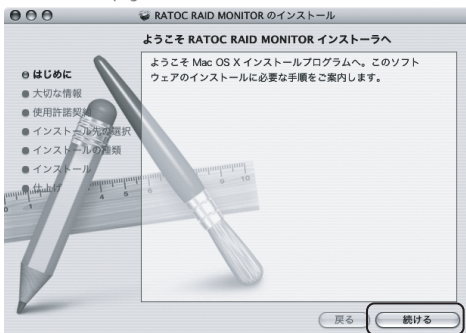 RATOC RAID MONITOR のインストール
ようこそ RATOC RAID MONITOR インストーラへ
はじめに
大切な情報
使用許諾契約
インストール先の選択
インストールの種類
インストール
仕上げ
ようこそ Mac OS X インストールプログラムへ。このソフト
ウェアのインストールに必要な手順をご案内します。
戻る
続ける